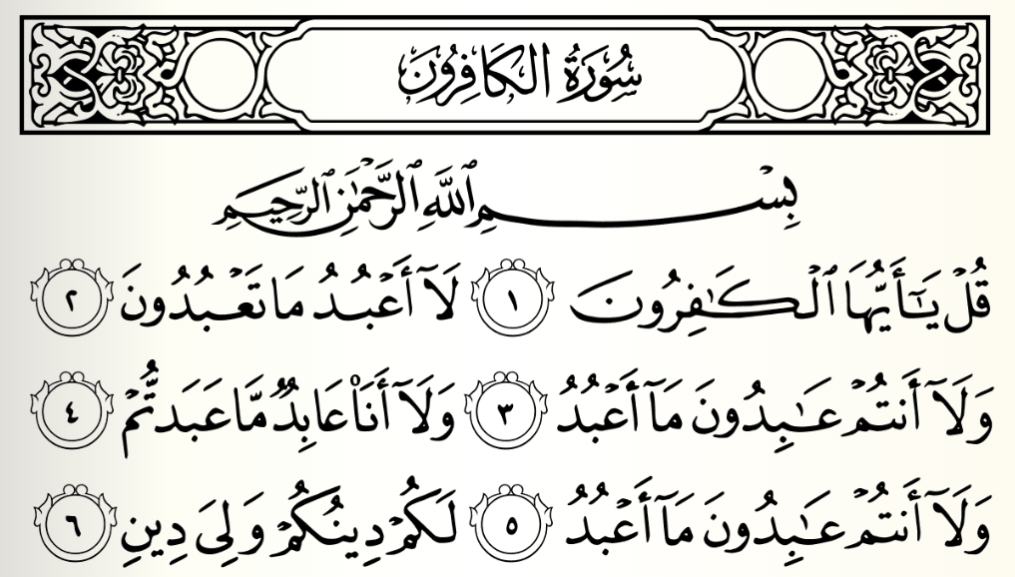 سُورَةُ الكَافِرُونَ
بِسْمِ ٱللَّهِ ٱلرَّحْمَٰنِ ٱلرَّحِيمِ
قُلْ يَٰٓأَيُّهَا ٱلْكَٰفِرُونَ ١ لَآ أَعْبُدُ مَا تَعْبُدُونَ ٢
وَلَآ أَنتُمْ عَٰبِدُونَ مَآ أَعْبُدُ ٣ وَلَآ أَنَا۠ عَابِدٌ مَّا عَبَدتُّمْ ٤
وَلَآ أَنتُمْ عَٰبِدُونَ مَآ أَعْبُدُ ٥ لَكُمْ دِينُكُمْ وَلِىَ دِينِ ٦